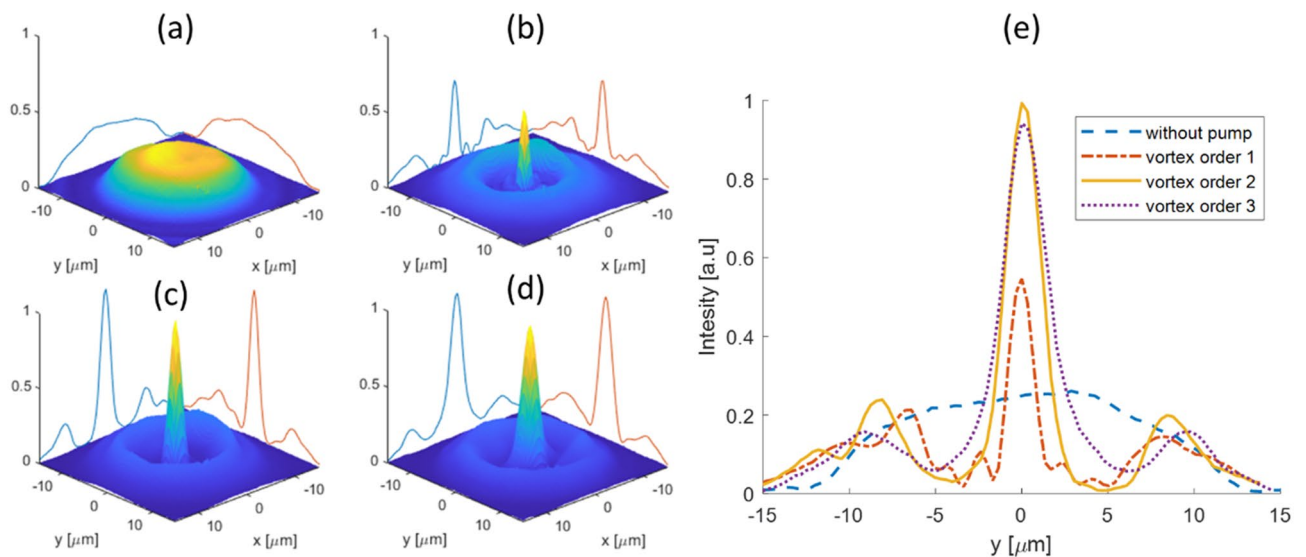 (a)
1
0.5
0
-10
0
10
y [μm]
-10
0
10
x [μm]
(b)
1
0.5
0
-10
0
10
y [μm]
-10
0
10
x [μm]
(c)
1
0.5
0
-10
0
10
y [μm]
-10
0
10
x [μm]
(d)
1
0.5
0
-10
0
10
y [μm]
-10
0
10
x [μm]
(e)
without pump
vortex order 1
vortex order 2
vortex order 3
Intesity [a.u]
1
0.8
0.6
0.4
0.2
0
-15
-10
-5
0
5
10
15
y [μm]